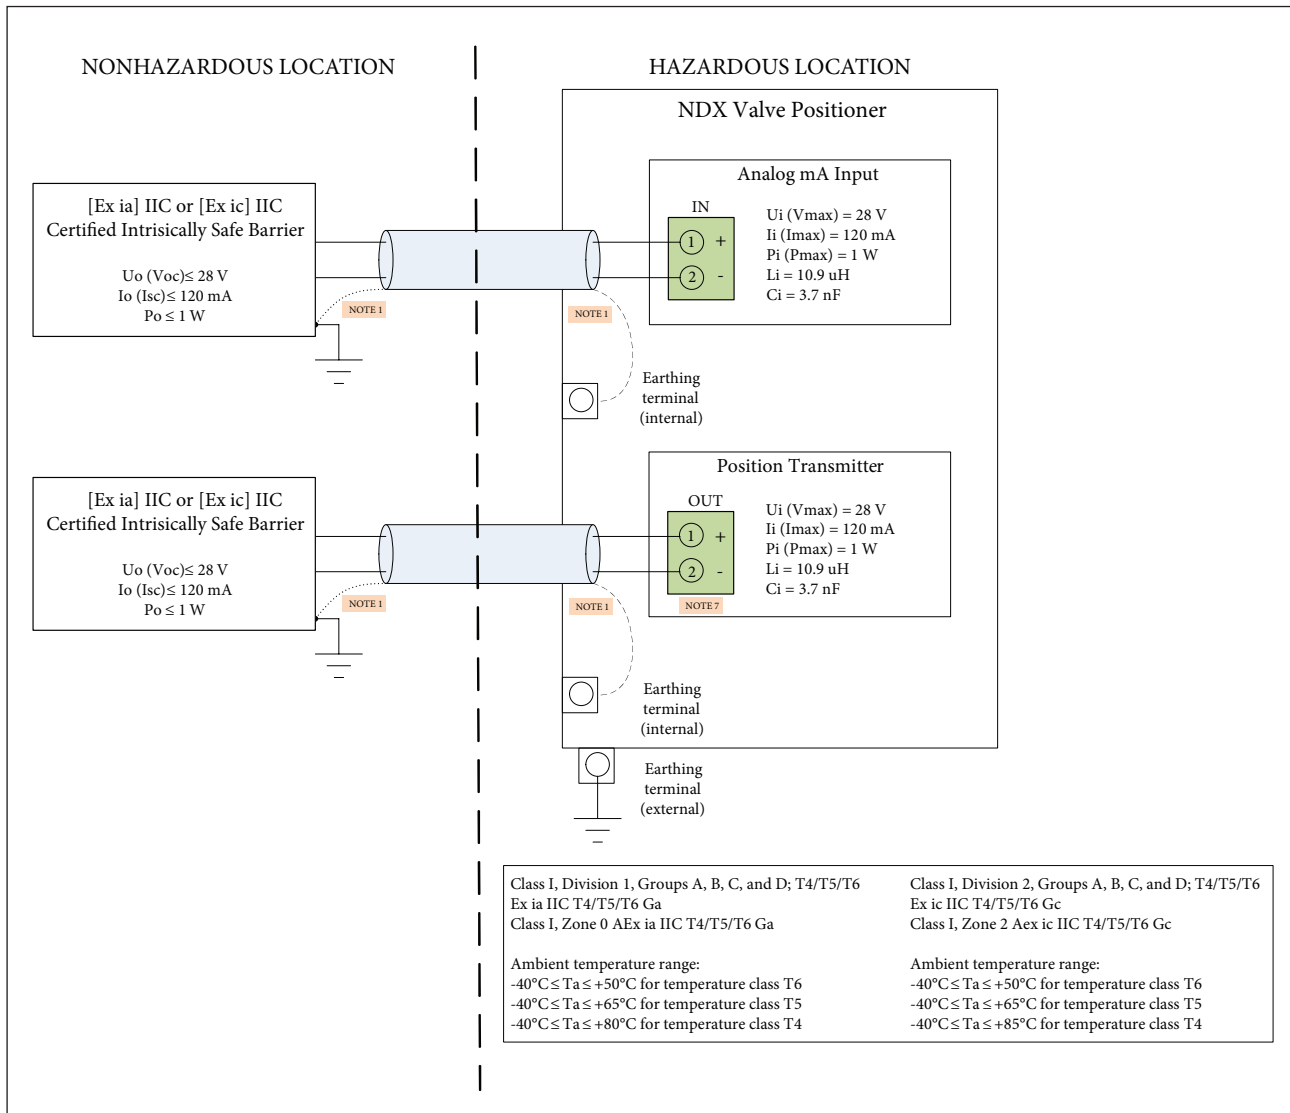 NONHAZARDOUS LOCATION
HAZARDOUS LOCATION
NDX Valve Positioner
[Ex ia] IIC or [Ex ic] IIC
Certified Intrisically Safe Barrier
Uo (Voc)≤ 28 V
Io (Isc)≤ 120 mA
Po ≤ 1 W
NOTE 1
NOTE 1
Analog mA Input
IN
1 +
2 -
Ui (Vmax) = 28 V
Ii (Imax) = 120 mA
Pi (Pmax) = 1 W
Li = 10.9 uH
Ci = 3.7 nF
Earthing
terminal
(internal)
[Ex ia] IIC or [Ex ic] IIC
Certified Intrisically Safe Barrier
Uo (Voc)≤ 28 V
Io (Isc)≤ 120 mA
Po ≤ 1 W
NOTE 1
NOTE 1
Position Transmitter
OUT
1 +
2 -
NOTE 7
Ui (Vmax) = 28 V
Ii (Imax) = 120 mA
Pi (Pmax) = 1 W
Li = 10.9 uH
Ci = 3.7 nF
Earthing
terminal
(internal)
Earthing
terminal
(external)
Class I, Division 1, Groups A, B, C, and D; T4/T5/T6
Ex ia IIC T4/T5/T6 Ga
Class I, Zone 0 AEx ia IIC T4/T5/T6 Ga
Ambient temperature range:
-40°C ≤ Ta ≤ +50°C for temperature class T6
-40°C ≤ Ta ≤ +65°C for temperature class T5
-40°C ≤ Ta ≤ +80°C for temperature class T4
Class I, Division 2, Groups A, B, C, and D; T4/T5/T6
Ex ic IIC T4/T5/T6 Gc
Class I, Zone 2 Aex ic IIC T4/T5/T6 Gc
Ambient temperature range:
-40°C ≤ Ta ≤ +50°C for temperature class T6
-40°C ≤ Ta ≤ +65°C for temperature class T5
-40°C ≤ Ta ≤ +85°C for temperature class T4